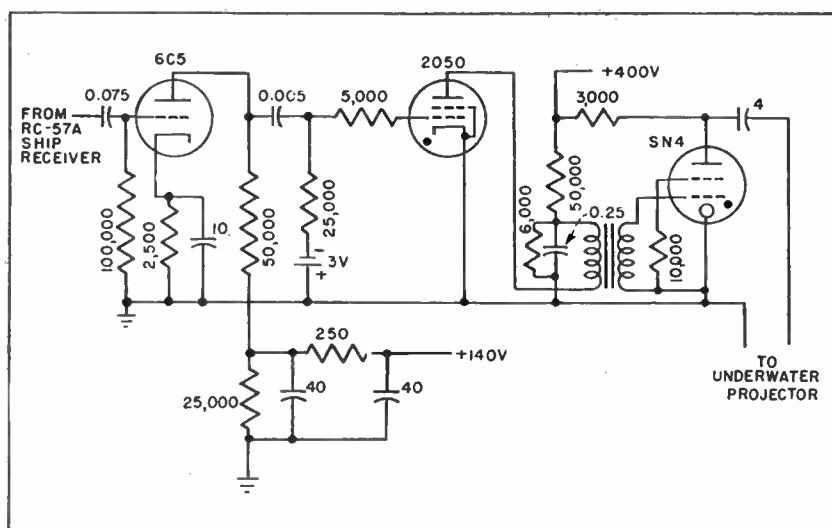 6C5
2050
+400V
0.075
0.005
5,000
3,000
4
SN4
FROM
RC-57A
SHIP
RECEIVER
100,000
2,500
10
50,000
25,000
3V
-
+
6,000
50,000
0.25
10,000
250
+140V
25,000
40
40
TO
UNDERWATER
PROJECTOR